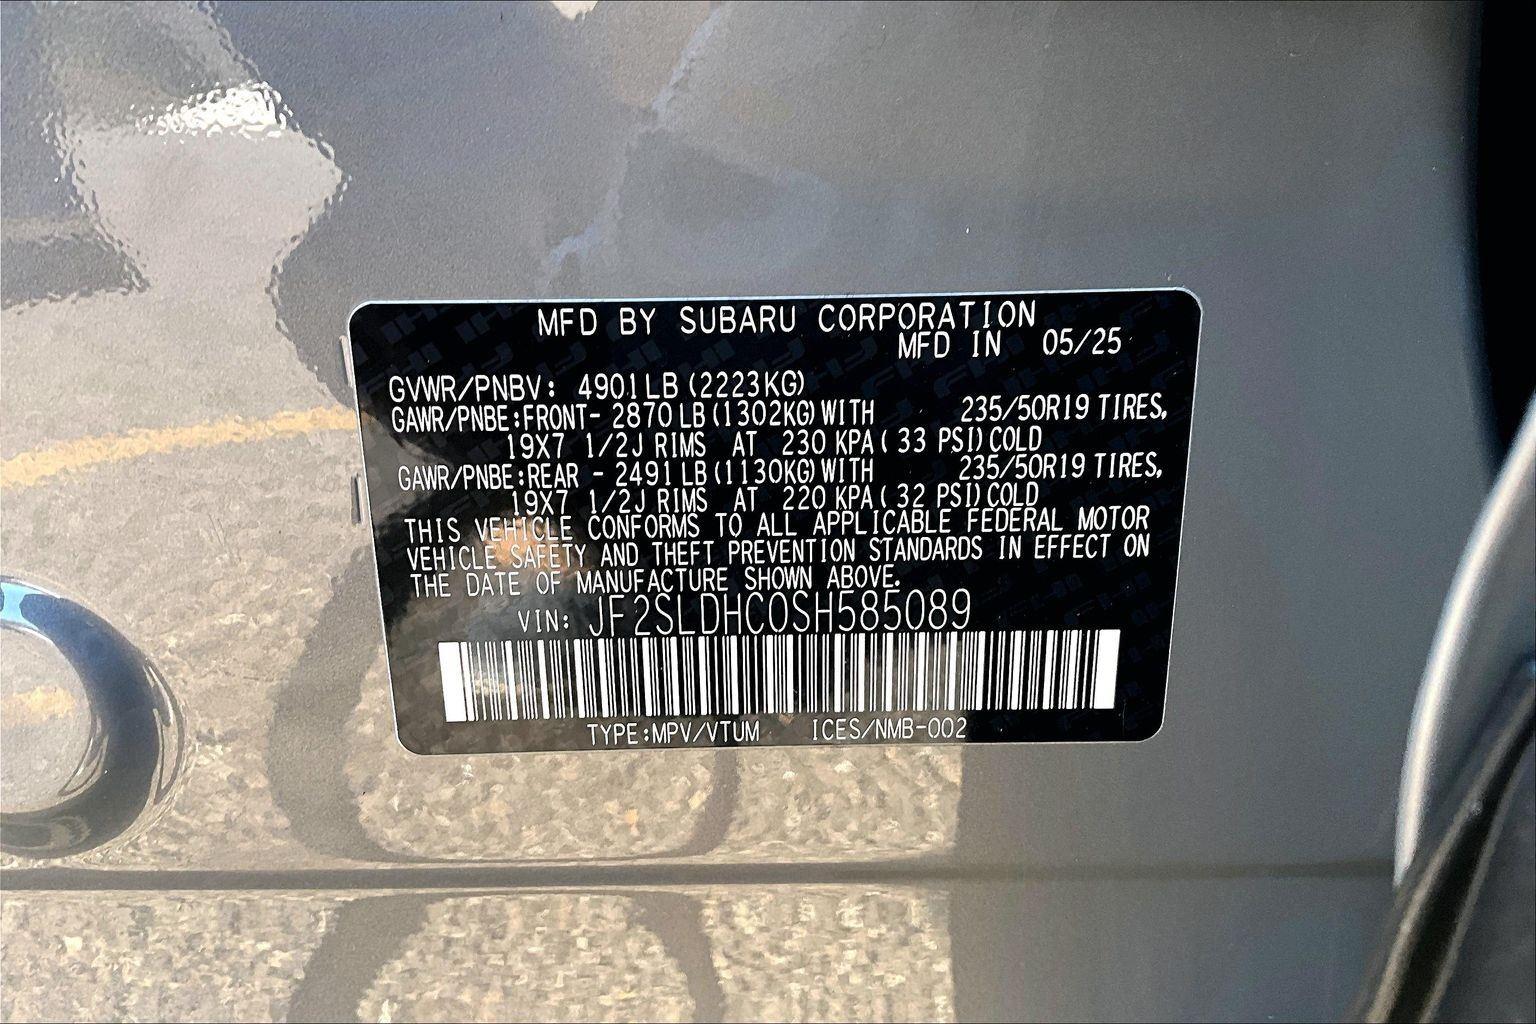 MFD BY SUBARU CORPORATION
MFD IN 05/25
GVWR/PNBV: 4901LB(2223KG)
GAWR/PNBE:FRONT- 2870LB(1302KG)WITH 235/50R19 TIRES,
19X7 1/2J RIMS AT 230 KPA( 33 PSI)COLD
GAWR/PNBE:REAR - 2491LB(1130KG)WITH 235/50R19 TIRES,
19X7 1/2J RIMS AT 220 KPA( 32 PSI)COLD
THIS VEHICLE CONFORMS TO ALL APPLICABLE FEDERAL MOTOR
VEHICLE SAFETY AND THEFT PREVENTION STANDARDS IN EFFECT ON
THE DATE OF MANUFACTURE SHOWN ABOVE.
VIN: JF2SLDHC0SH585089
TYPE:MPV/VTUM ICES/NMB-002